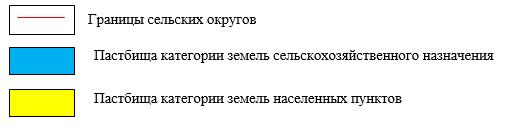 Границы сельских округов
Пастбища категории земель сельскохозяйственного назначения
Пастбища категории земель населенных пунктов